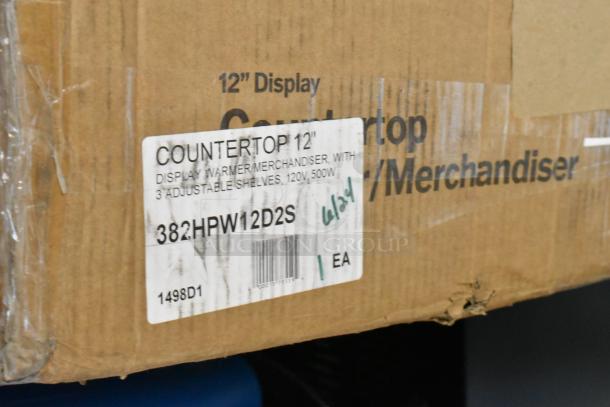 12" Display
Countertop
/Merchandiser
COUNTERTOP 12"
DISPLAY WARMER/MERCHANDISER, WITH
3 ADJUSTABLE SHELVES, 120V, 500W
382HPW12D2S
6/24
1 EA
1498D1
AUCTION GROUP